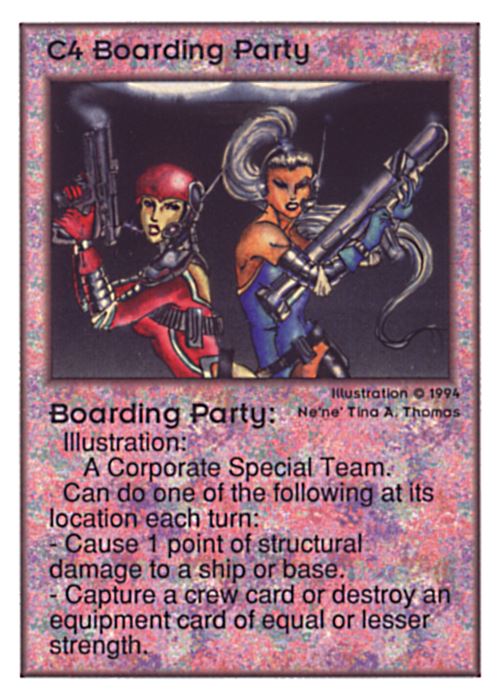 C4 Boarding Party
Illustration © 1994
Ne'ne' Tina A. Thomas
Boarding Party:
Illustration:
A Corporate Special Team.
Can do one of the following at its
location each turn:
- Cause 1 point of structural
damage to a ship or base.
- Capture a crew card or destroy an
equipment card of equal or lesser
strength.